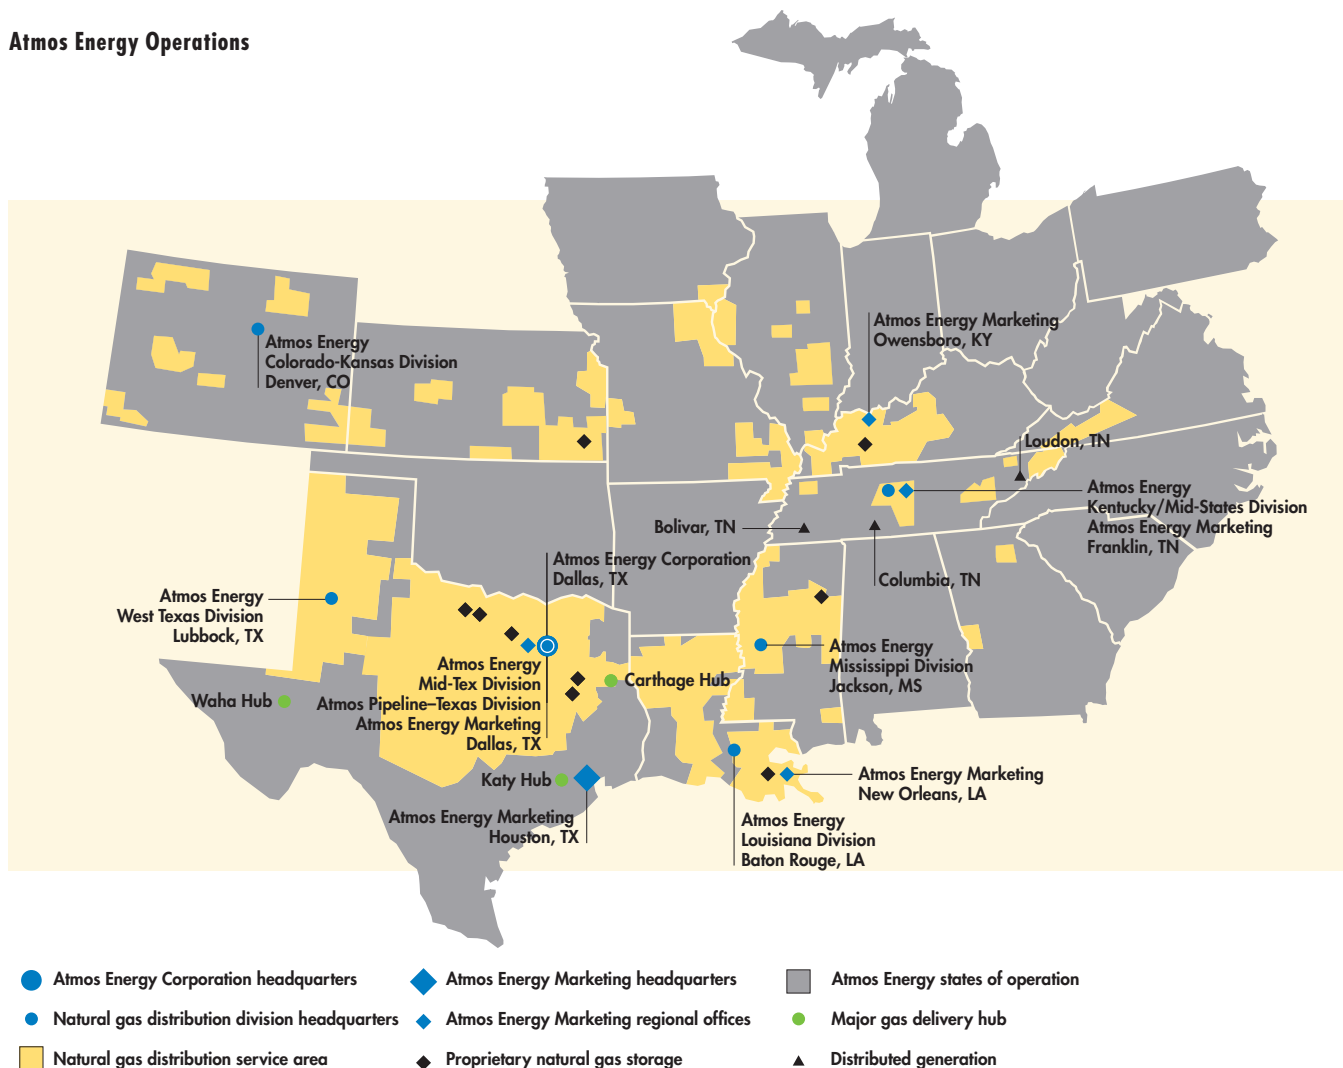 Atmos Energy Operations
Atmos Energy
Colorado-Kansas Division
Denver, CO
Atmos Energy Marketing
Owensboro, KY
Loudon, TN
Atmos Energy
Kentucky/Mid-States Division
Atmos Energy Marketing
Franklin, TN
Bolivar, TN
Columbia, TN
Atmos Energy Corporation
Dallas, TX
Atmos Energy
West Texas Division
Lubbock, TX
Atmos Energy
Mid-Tex Division
Atmos Pipeline–Texas Division
Atmos Energy Marketing
Dallas, TX
Carthage Hub
Atmos Energy
Mississippi Division
Jackson, MS
Waha Hub
Katy Hub
Atmos Energy Marketing
Houston, TX
Atmos Energy Marketing
New Orleans, LA
Atmos Energy
Louisiana Division
Baton Rouge, LA
Atmos Energy Corporation headquarters
Natural gas distribution division headquarters
Natural gas distribution service area
Atmos Energy Marketing headquarters
Atmos Energy Marketing regional offices
Proprietary natural gas storage
Atmos Energy states of operation
Major gas delivery hub
Distributed generation